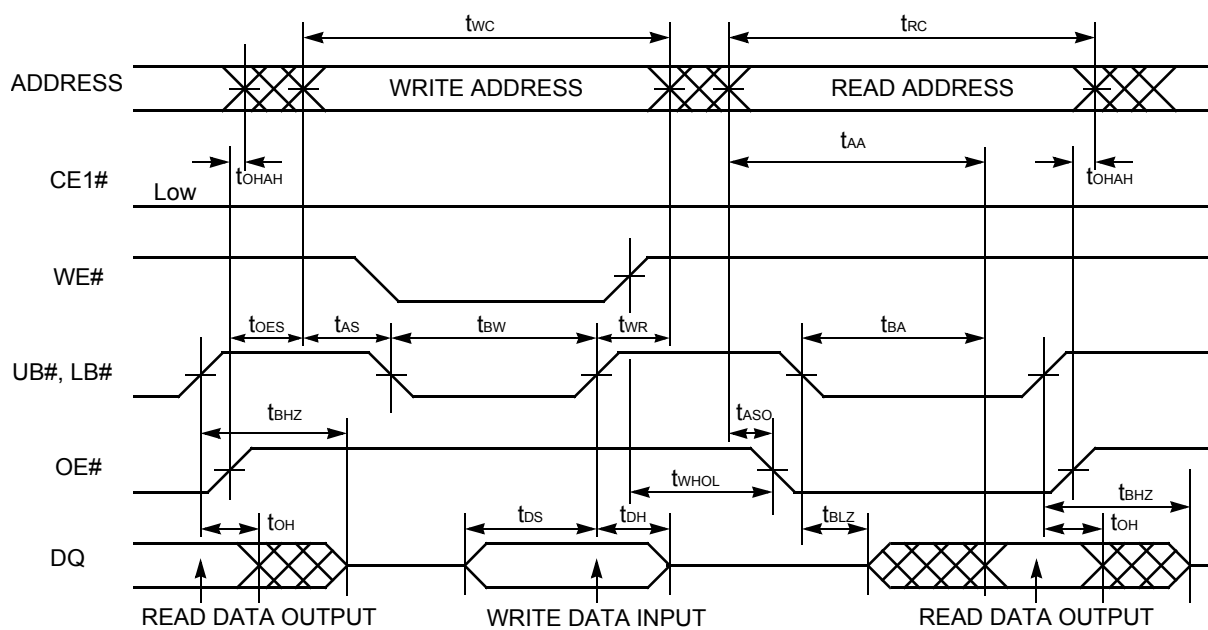 tWC tRC
ADDRESS WRITE ADDRESS READ ADDRESS
tAA
tOHAH tOHAH
CE1#
Low
WE#
tOES tAS tBW tWR tBA
UB#, LB#
tBHZ tASO
OE#
tWHOL tBHZ
tOH tDS tDH tBLZ tOH
DQ
READ DATA OUTPUT WRITE DATA INPUT READ DATA OUTPUT